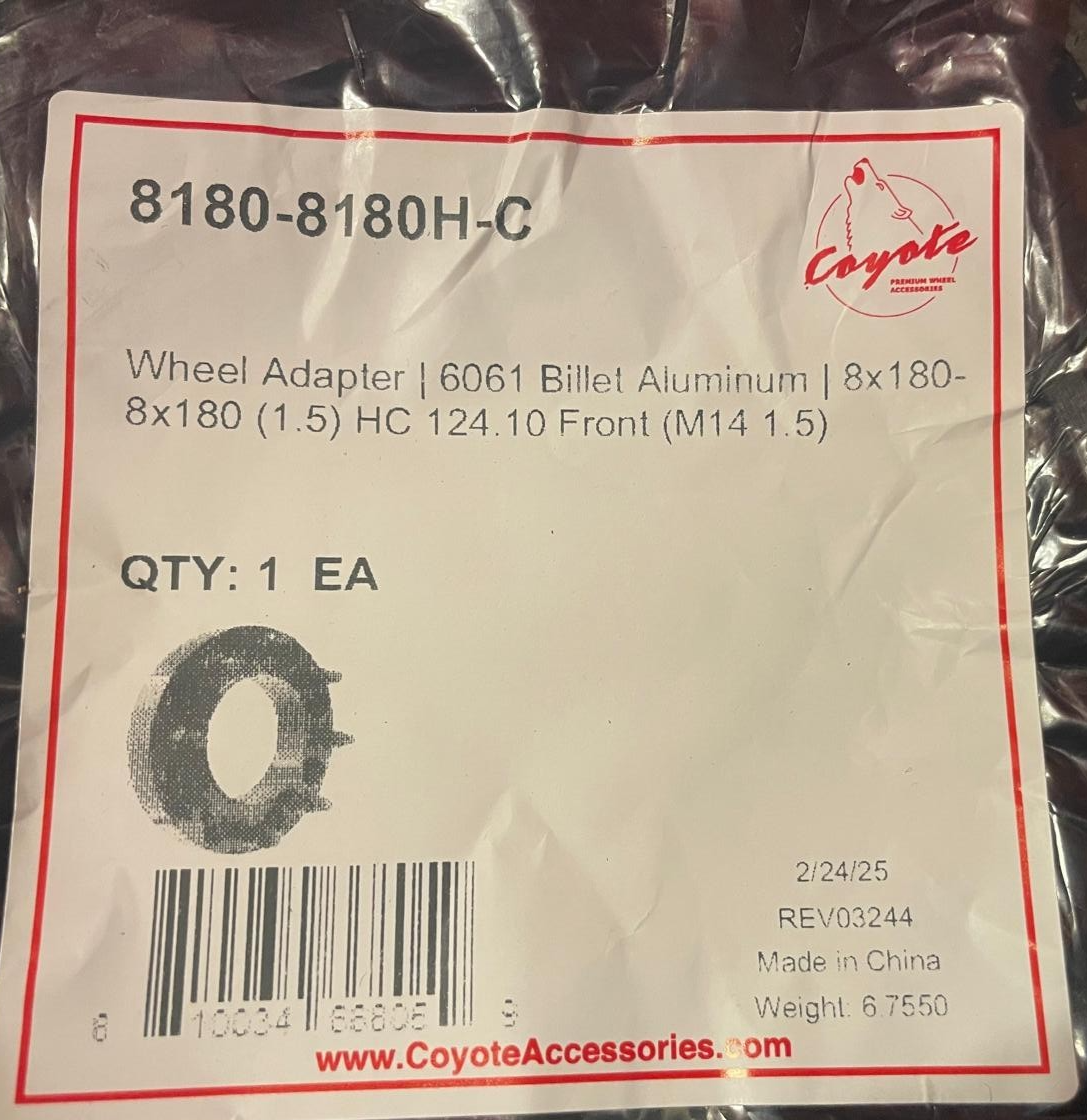 8180-8180H-C
Coyote
PREMIUM WHEEL
ACCESSORIES
Wheel Adapter | 6061 Billet Aluminum | 8x180-
8x180 (1.5) HC 124.10 Front (M14 1.5)
QTY: 1 EA
2/24/25
REV03244
Made in China
Weight: 6.7550
8 10034 66805 9
www.CoyoteAccessories.com